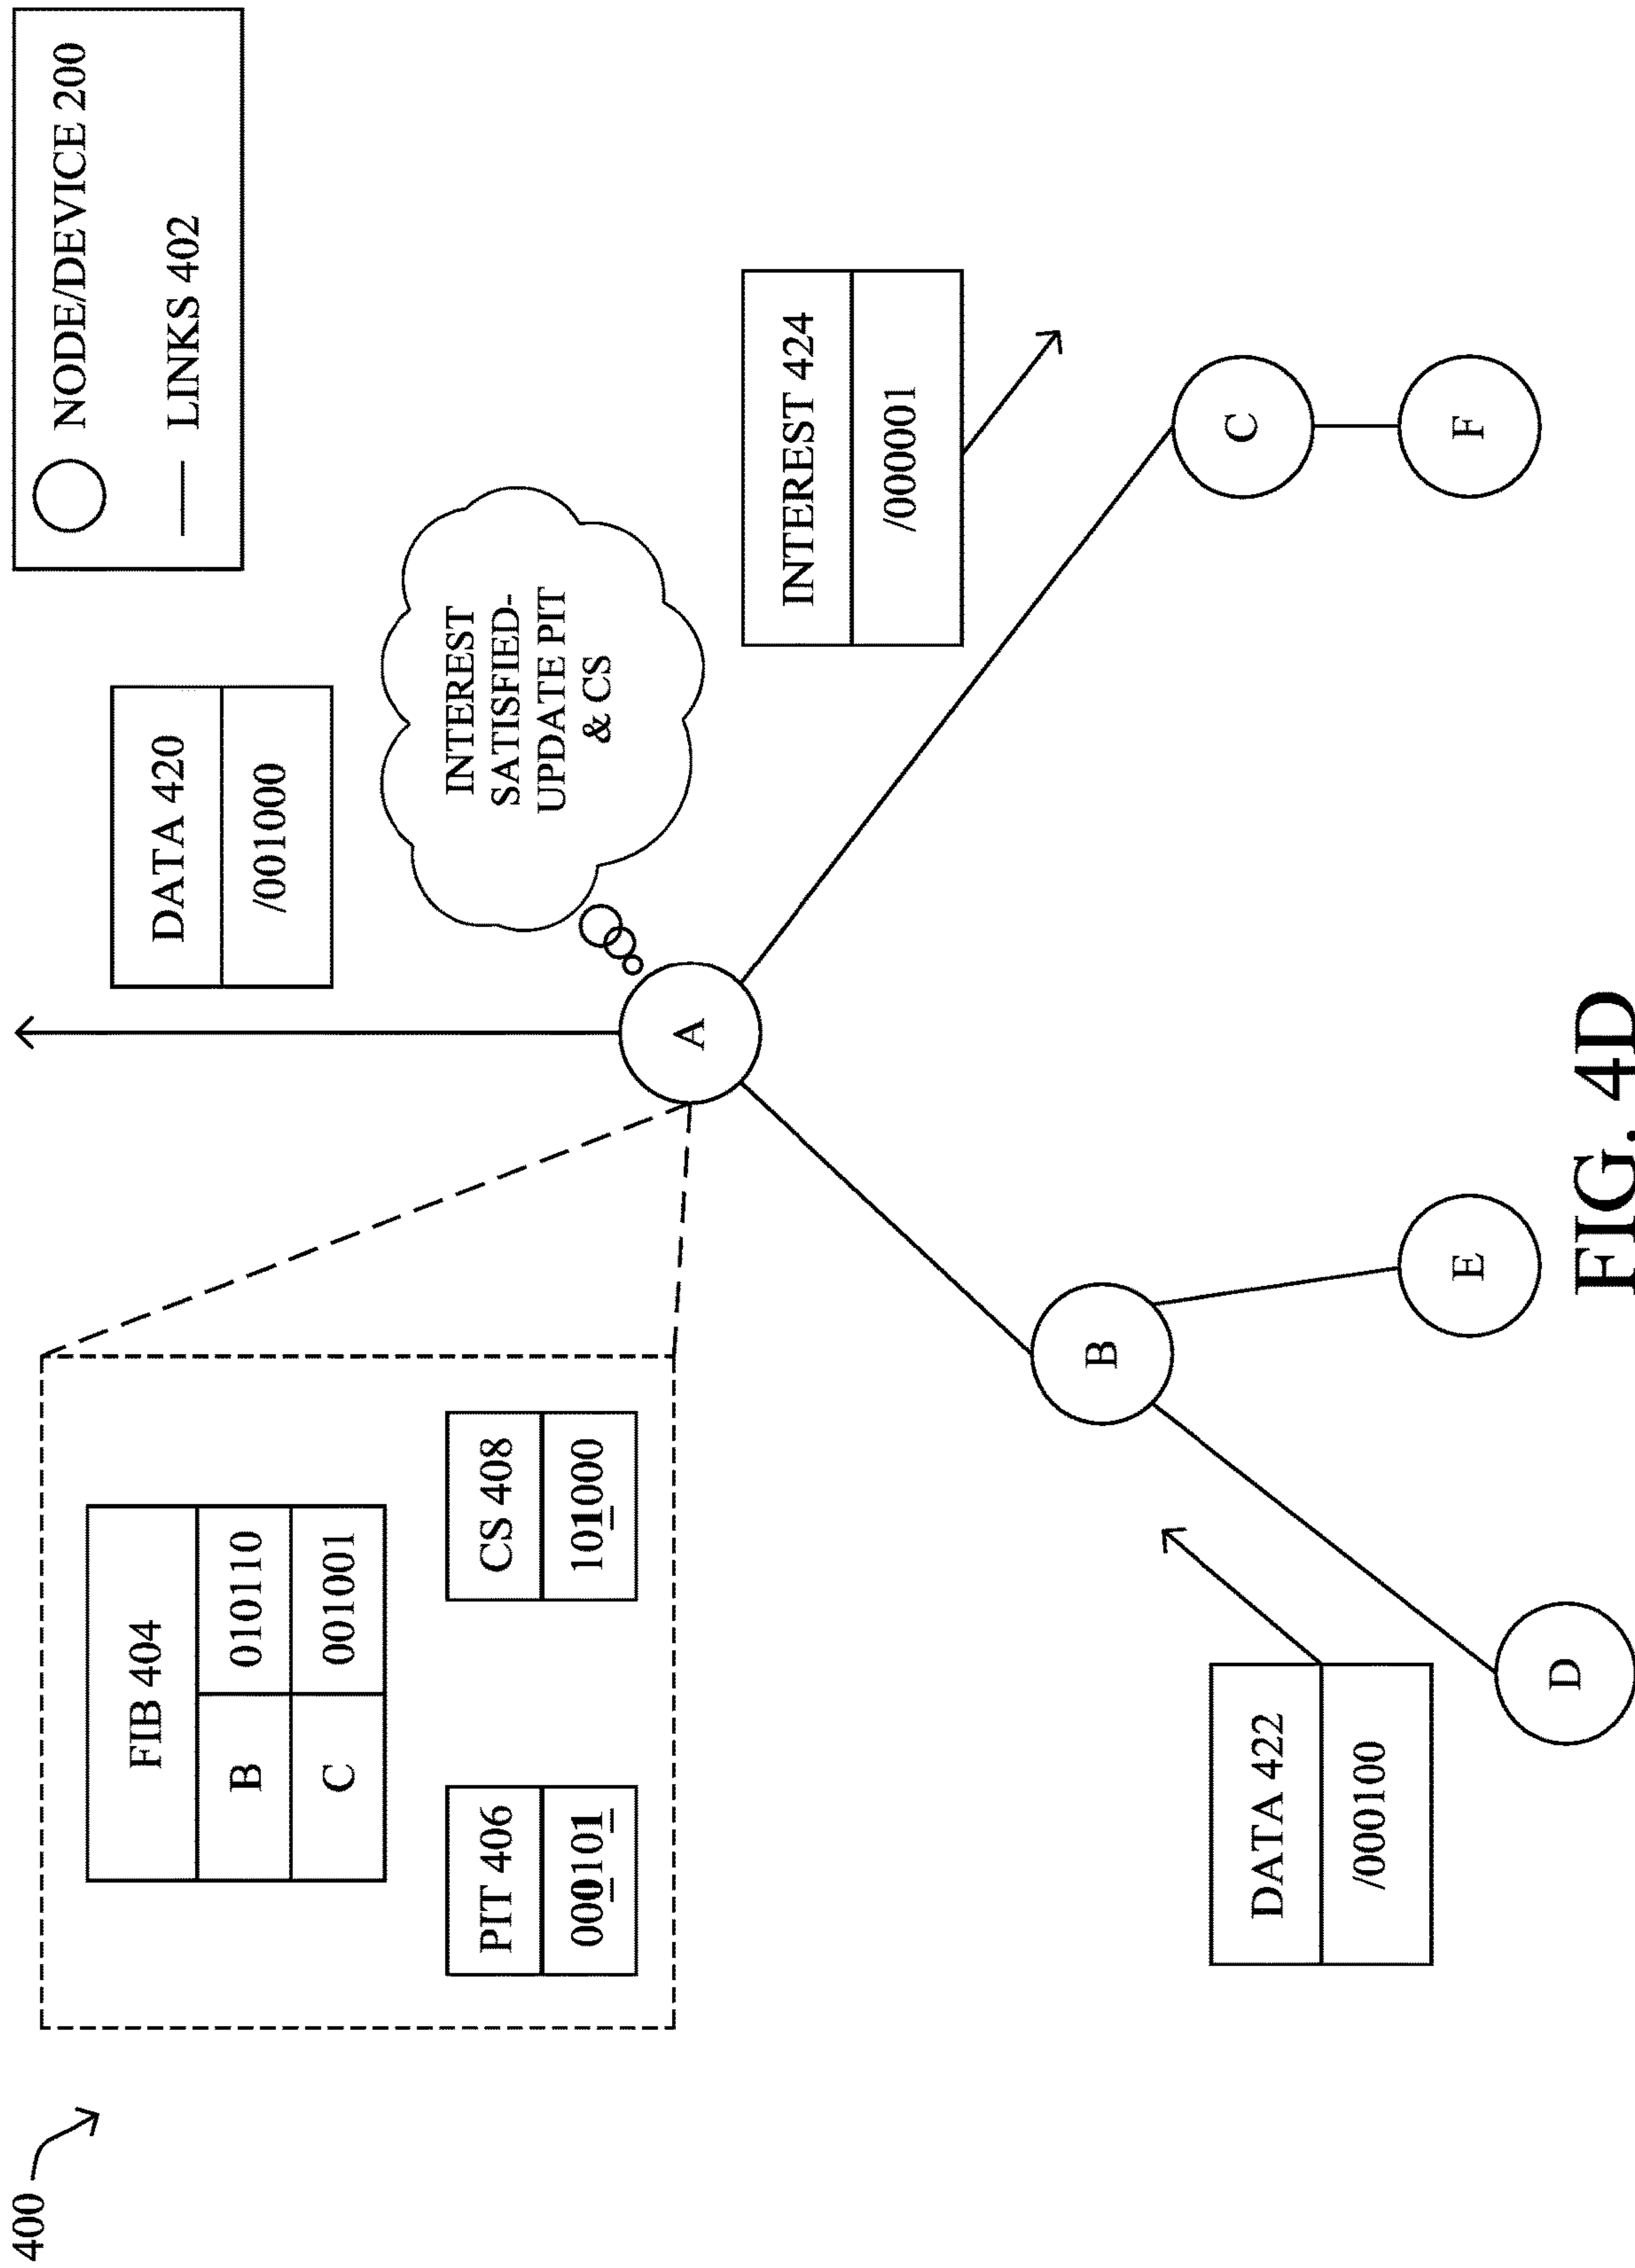 400
NODE/DEVICE 200
LINKS 402
FIB 404
B 010110
C 001001
PIT 406
000101
CS 408
101000
DATA 420
/001000
INTEREST
SATISFIED-
UPDATE PIT
& CS
A
INTEREST 424
/000001
B
C
DATA 422
/000100
D
E
F
FIG. 4D